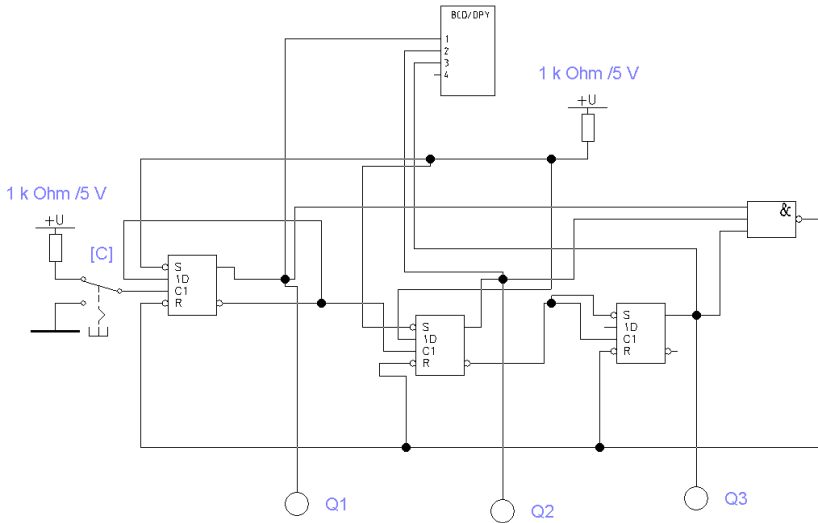 BCD/DPY
1
2
3
4
1 k Ohm /5 V
+U
1 k Ohm /5 V
+U
[C]
&
S
1D
C1
R
S
1D
C1
R
S
1D
C1
R
Q1
Q2
Q3